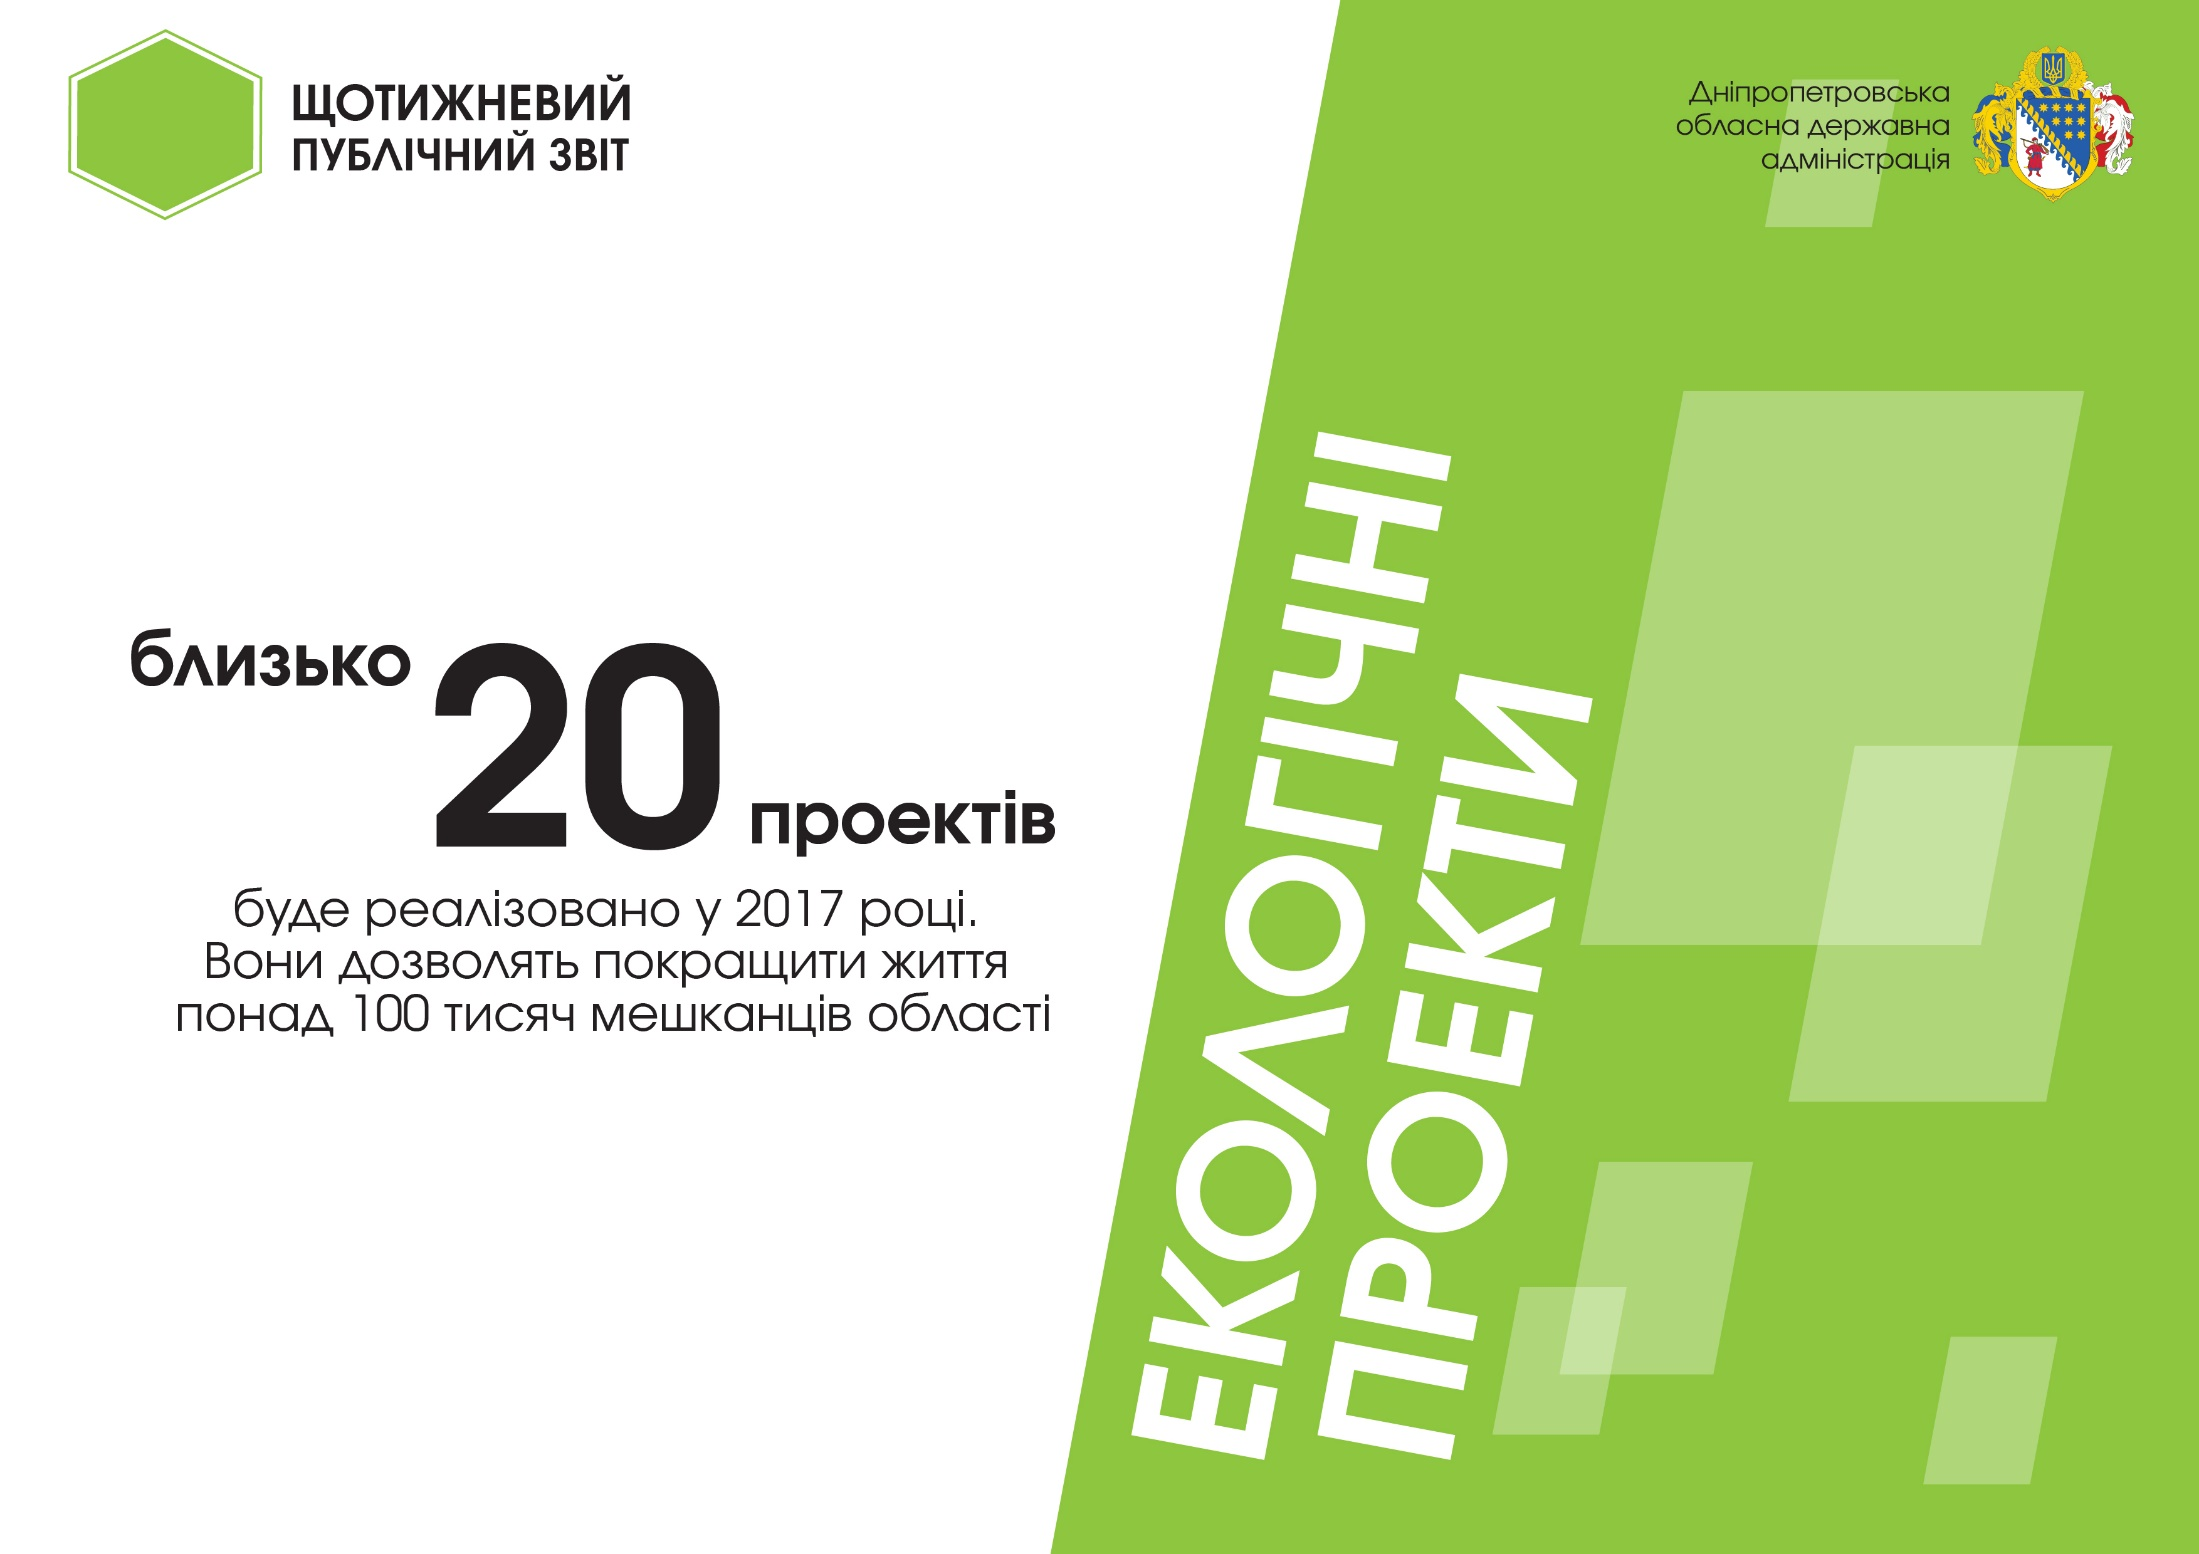 ЩОТИЖНЕВИЙ
ПУБЛІЧНИЙ ЗВІТ
Дніпропетровська
обласна державна
адміністрація
близько 20 проектів
буде реалізовано у 2017 році.
Вони дозволять покращити життя
понад 100 тисяч мешканців області
ЕКОЛОГІЧНІ
ПРОЕКТИ